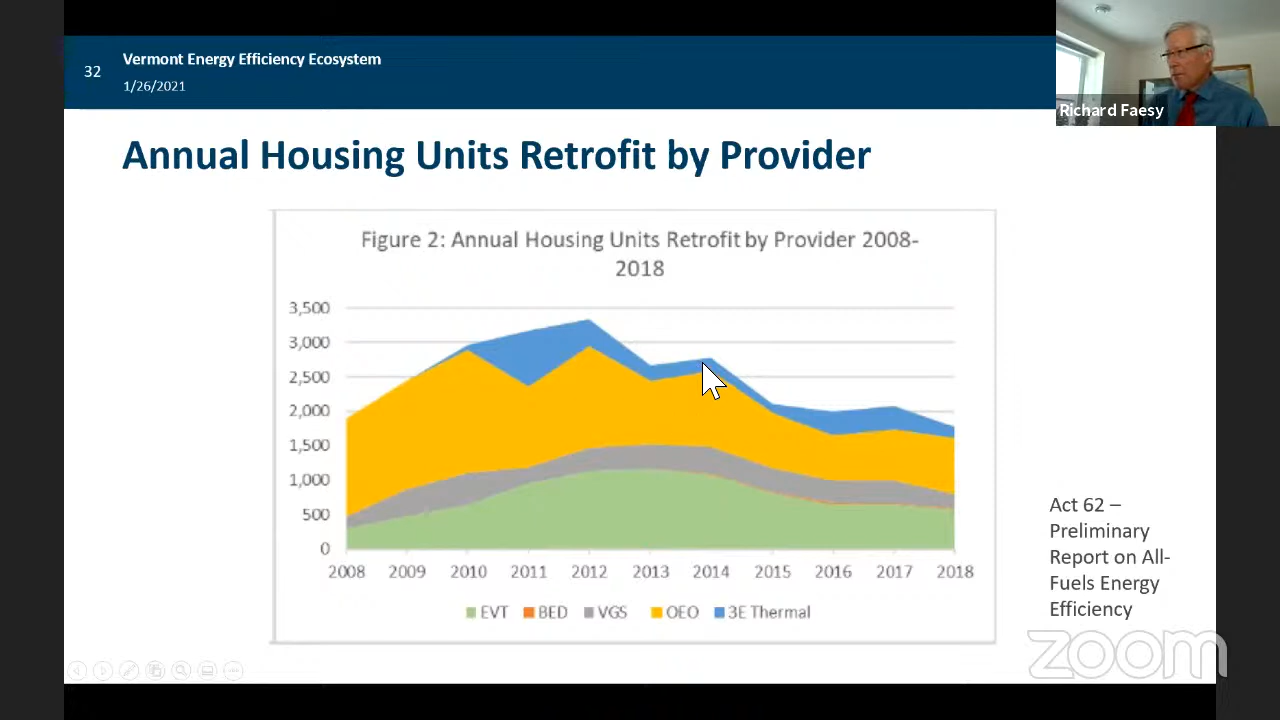 32
Vermont Energy Efficiency Ecosystem
1/26/2021
Richard Faesy
Annual Housing Units Retrofit by Provider
Figure 2: Annual Housing Units Retrofit by Provider 2008-
2018
3,500
3,000
2,500
2,000
1,500
1,000
500
0
2008 2009 2010 2011 2012 2013 2014 2015 2016 2017 2018
EVT BED VGS OEO 3E Thermal
Act 62 –
Preliminary
Report on All-
Fuels Energy
Efficiency
zoom